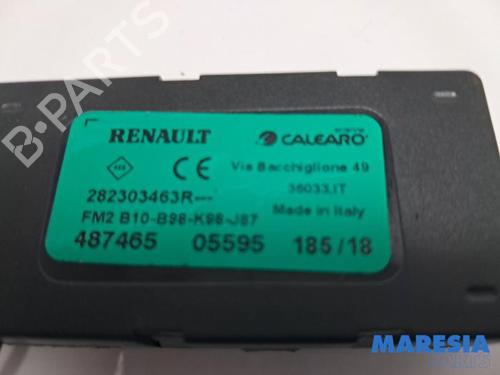 RENAULT
CALEARO
CE
Via Bacchiglione 49
36033.IT
282303463R---
Made in Italy
FM2 B10-B98-K98-J87
487465 05595 185/18
B-PARTS
MARESIA
PARTS